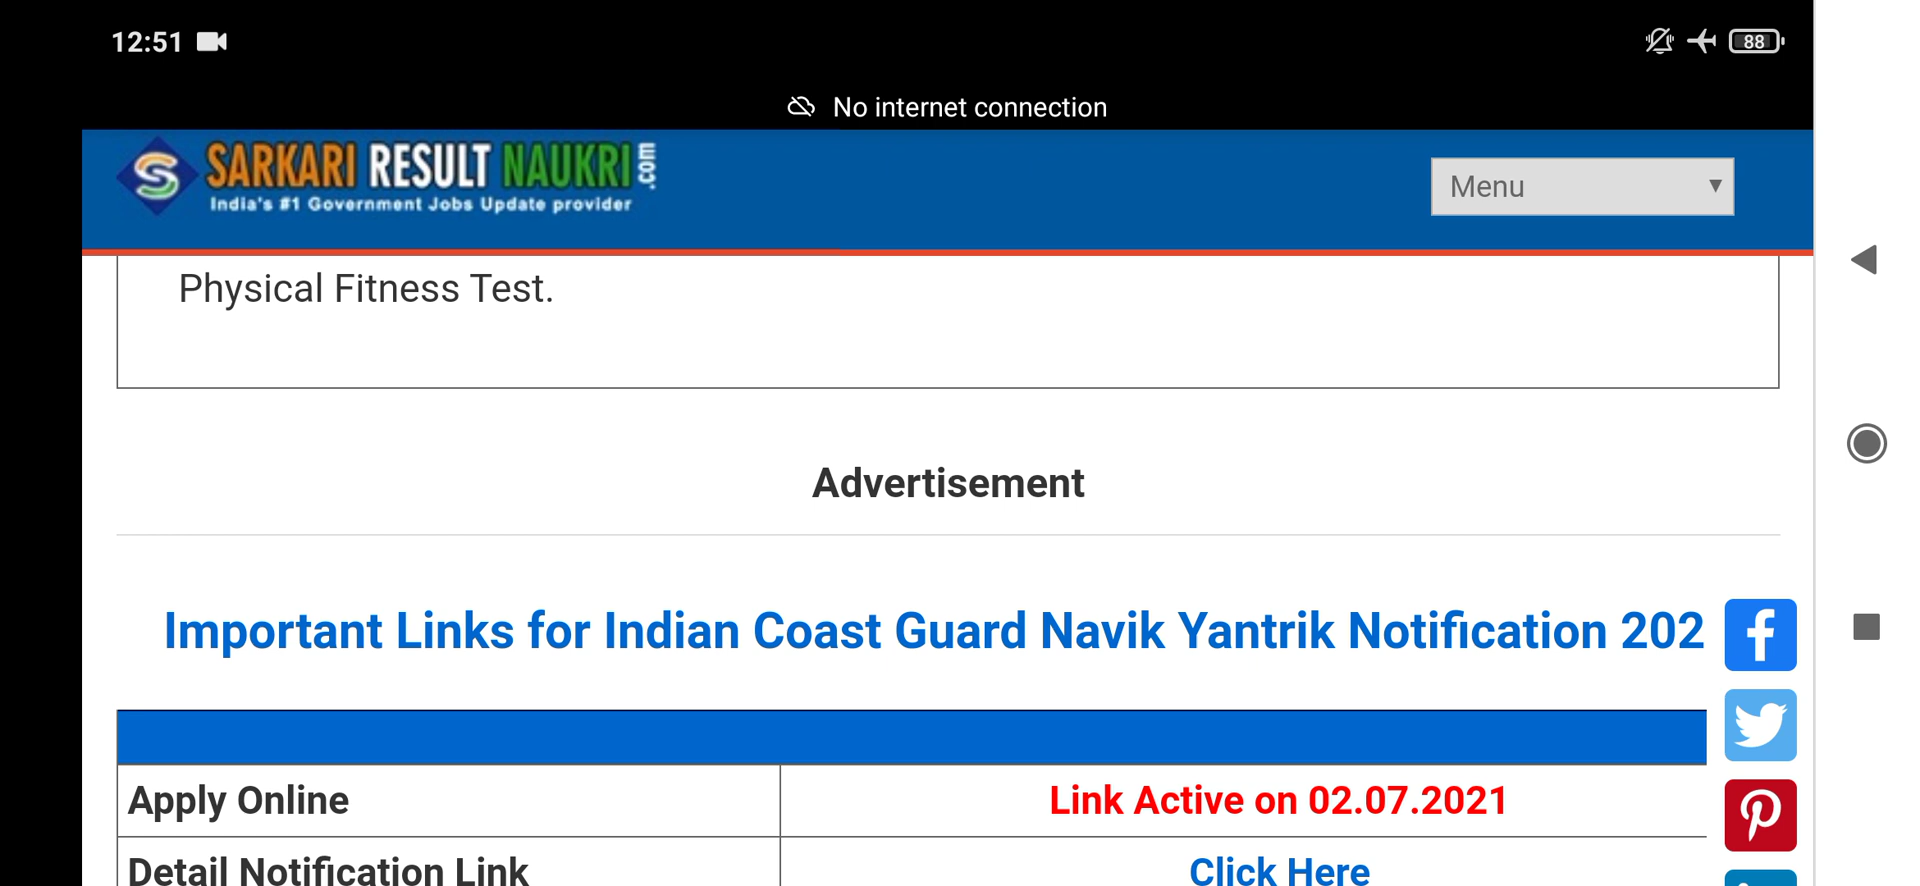 12:51
88
No internet connection
SARKARI RESULT NAUKRI.com
India's #1 Government Jobs Update provider
Menu
Physical Fitness Test.
Advertisement
Important Links for Indian Coast Guard Navik Yantrik Notification 202
Apply Online Link Active on 02.07.2021
Detail Notification Link Click Here